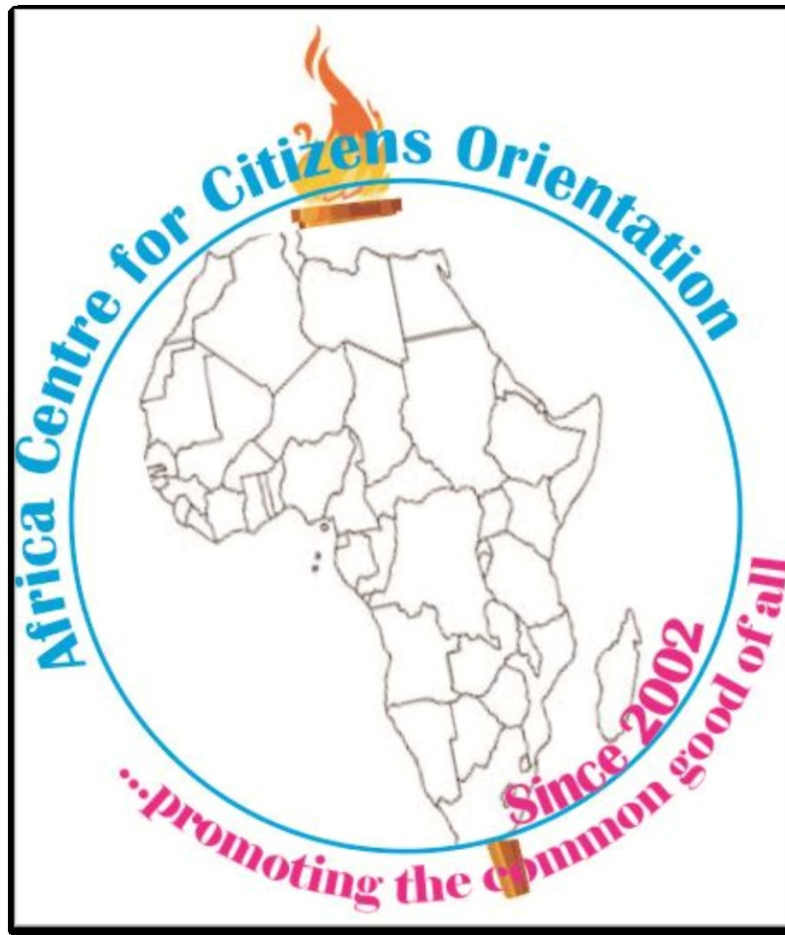 Africa Centre for Citizens Orientation
Since 2002
...promoting the common good of all